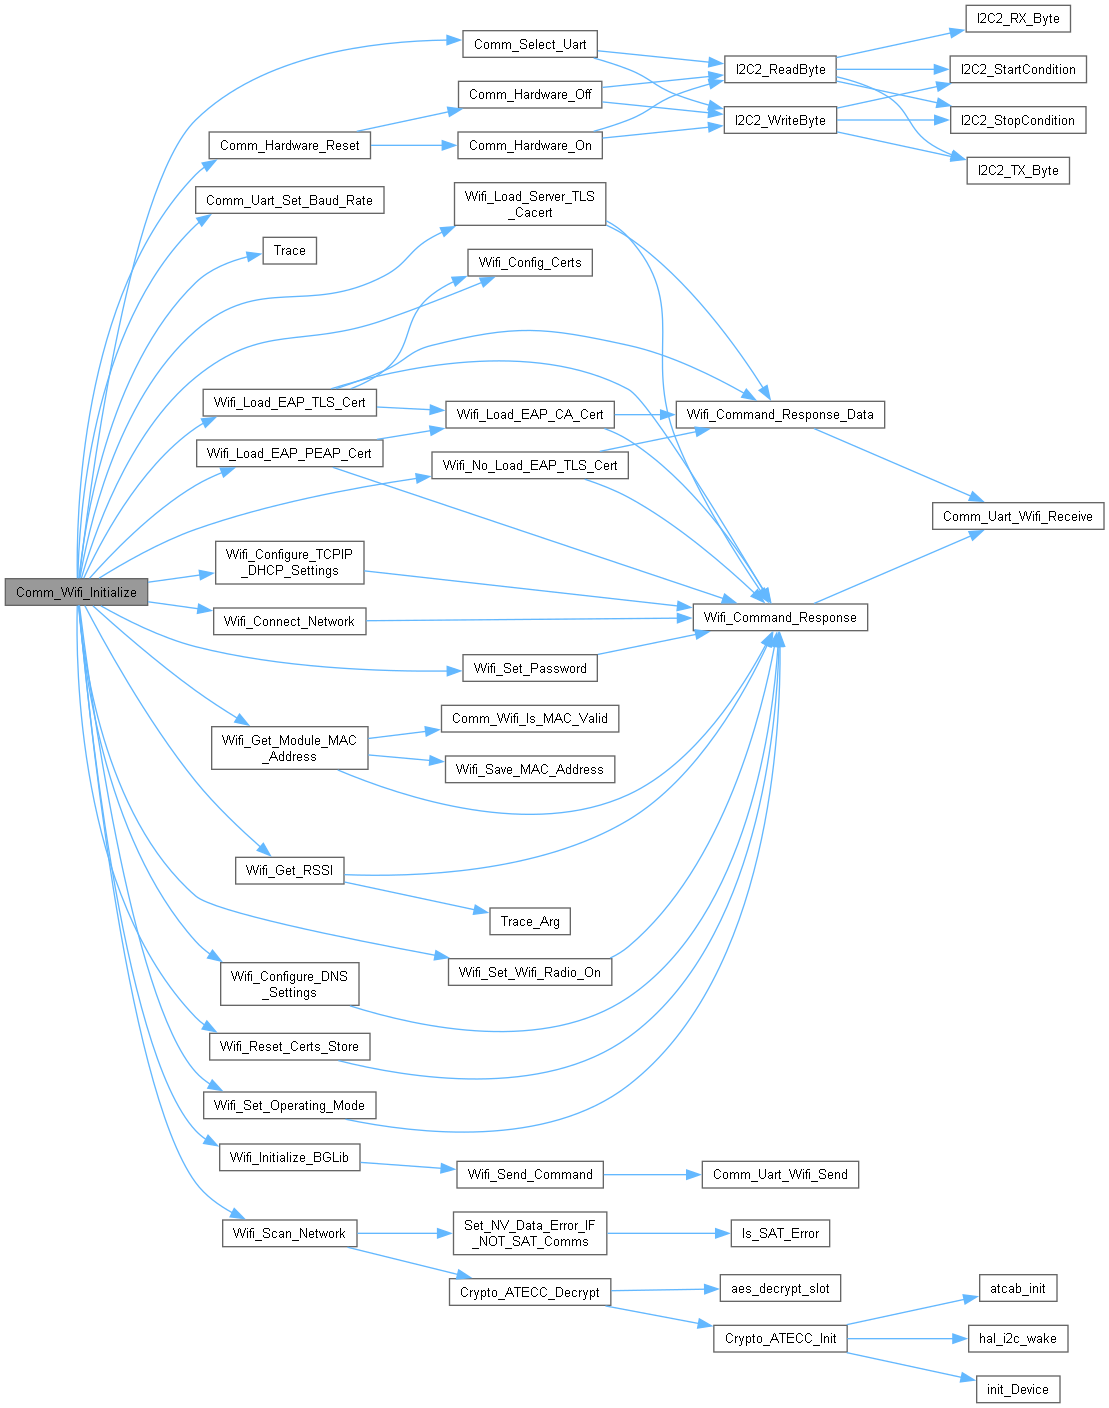 I2C2_RX_Byte
Comm_Select_Uart
I2C2_ReadByte
I2C2_StartCondition
Comm_Hardware_Off
I2C2_WriteByte
I2C2_StopCondition
Comm_Hardware_Reset
Comm_Hardware_On
I2C2_TX_Byte
Comm_Uart_Set_Baud_Rate
Wifi_Load_Server_TLS
_Cacert
Trace
Wifi_Config_Certs
Wifi_Load_EAP_TLS_Cert
Wifi_Load_EAP_CA_Cert
Wifi_Command_Response_Data
Wifi_Load_EAP_PEAP_Cert
Wifi_No_Load_EAP_TLS_Cert
Comm_Uart_Wifi_Receive
Wifi_Configure_TCPIP
_DHCP_Settings
Comm_Wifi_Initialize
Wifi_Connect_Network
Wifi_Command_Response
Wifi_Set_Password
Comm_Wifi_Is_MAC_Valid
Wifi_Get_Module_MAC
_Address
Wifi_Save_MAC_Address
Wifi_Get_RSSI
Trace_Arg
Wifi_Set_Wifi_Radio_On
Wifi_Configure_DNS
_Settings
Wifi_Reset_Certs_Store
Wifi_Set_Operating_Mode
Wifi_Initialize_BGLib
Wifi_Send_Command
Comm_Uart_Wifi_Send
Wifi_Scan_Network
Set_NV_Data_Error_IF
_NOT_SAT_Comms
Is_SAT_Error
Crypto_ATECC_Decrypt
aes_decrypt_slot
atcab_init
Crypto_ATECC_Init
hal_i2c_wake
init_Device